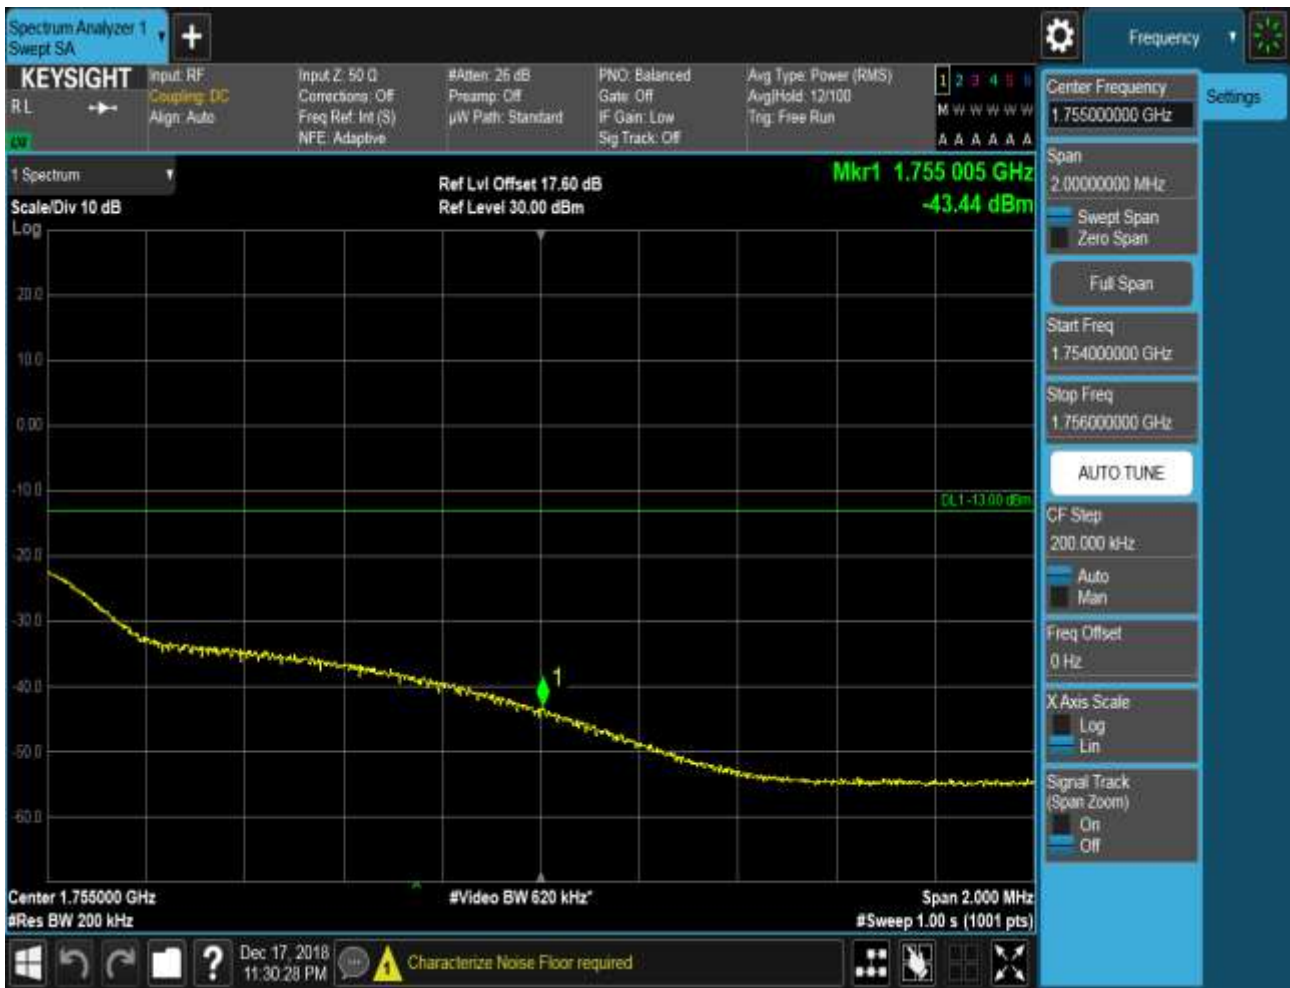 Spectrum Analyzer 1
Swept SA
+
Frequency
KEYSIGHT
R L
Input: RF
Coupling: DC
Align: Auto
Input Z: 50 Ω
Corrections: Off
Freq Ref: Int (S)
NFE: Adaptive
#Atten: 26 dB
Preamp: Off
µW Path: Standard
PNO: Balanced
Gate: Off
IF Gain: Low
Sig Track: Off
Avg Type: Power (RMS)
Avg|Hold: 12/100
Trig: Free Run
1 2 3 4 5 6
M W W W W W
A A A A A A
1 Spectrum
Scale/Div 10 dB
Log
Ref Lvl Offset 17.60 dB
Ref Level 30.00 dBm
Mkr1 1.755 005 GHz
-43.44 dBm
20.0
10.0
0.00
-10.0
DL1 -13.00 dBm
-20.0
-30.0
1
-40.0
-50.0
-60.0
Center 1.755000 GHz
#Res BW 200 kHz
#Video BW 620 kHz*
Span 2.000 MHz
#Sweep 1.00 s (1001 pts)
Center Frequency
1.755000000 GHz
Settings
Span
2.00000000 MHz
Swept Span
Zero Span
Full Span
Start Freq
1.754000000 GHz
Stop Freq
1.756000000 GHz
AUTO TUNE
CF Step
200.000 kHz
Auto
Man
Freq Offset
0 Hz
X Axis Scale
Log
Lin
Signal Track
(Span Zoom)
On
Off
?
Dec 17, 2018
11:30:28 PM
1
Characterize Noise Floor required